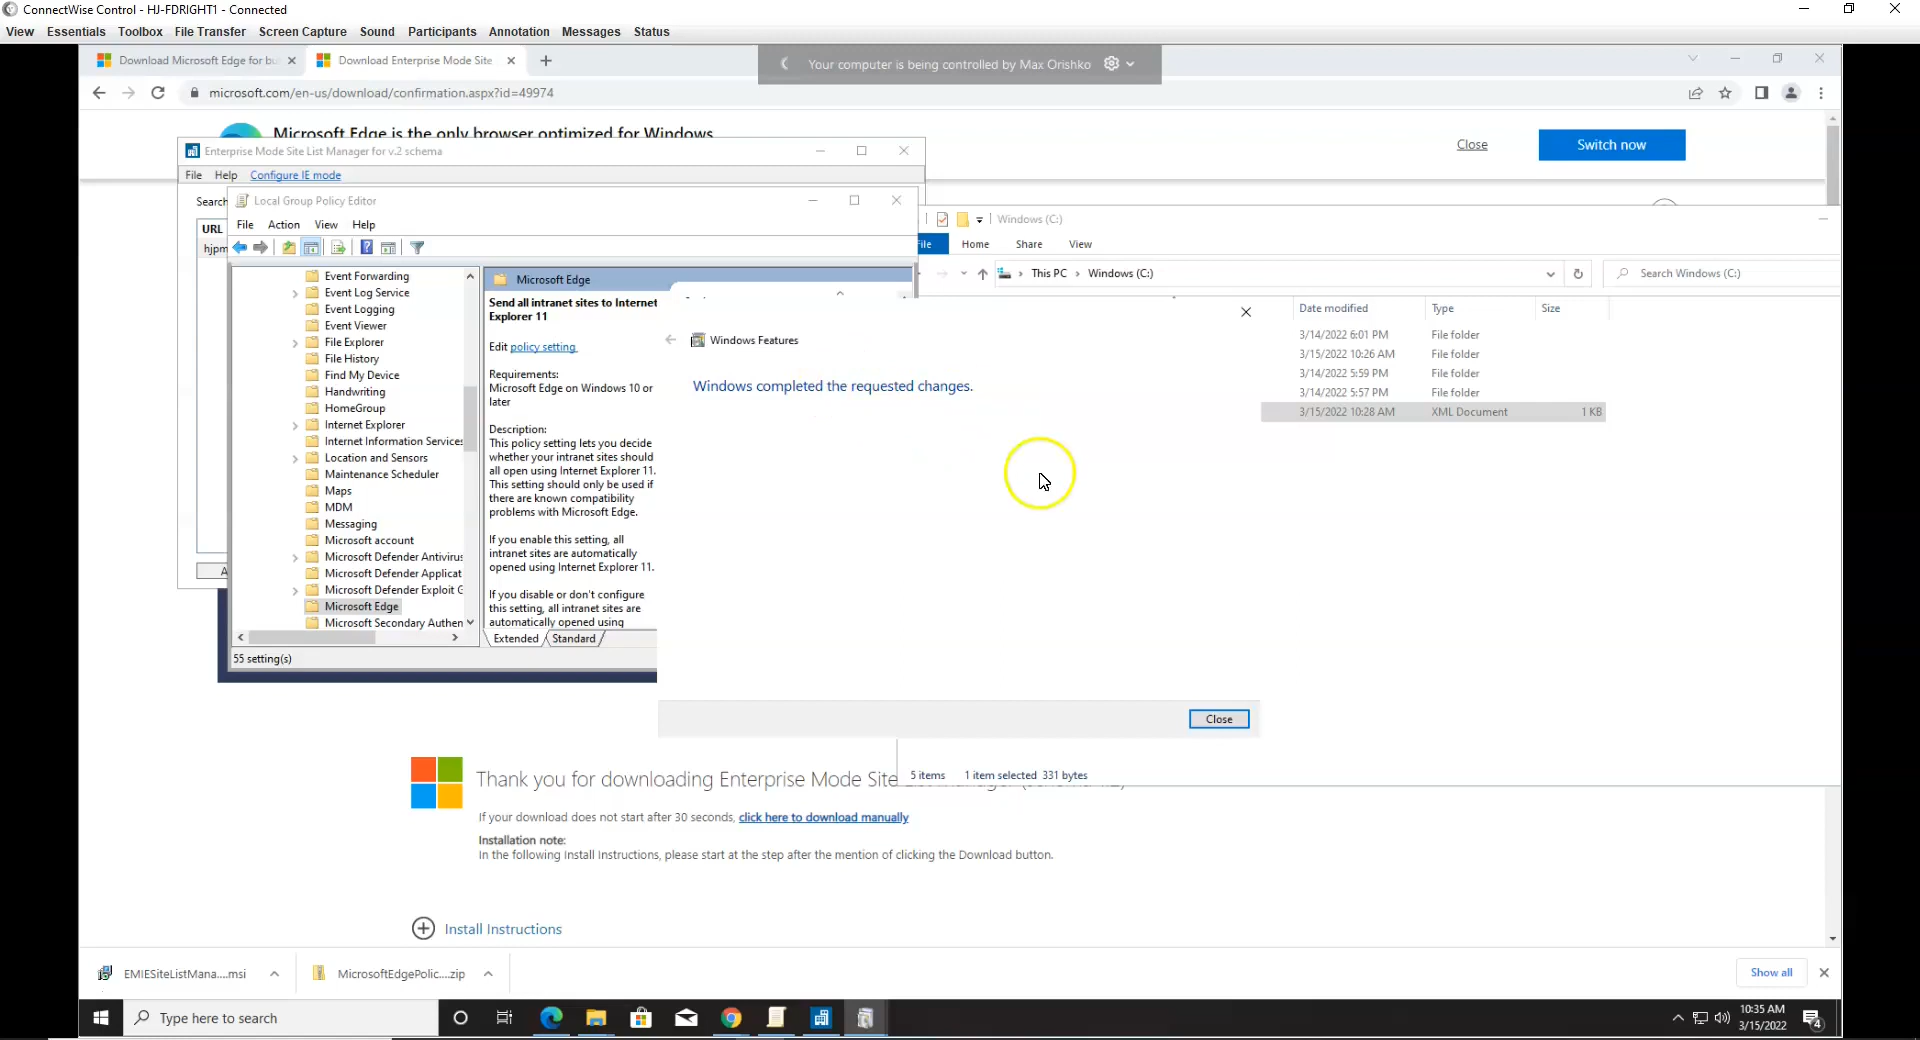 ConnectWise Control - HJ-FDRIGHT1 - Connected
View Essentials Toolbox File Transfer Screen Capture Sound Participants Annotation Messages Status
Download Microsoft Edge for bu
Download Enterprise Mode Site
Your computer is being controlled by Max Orishko
microsoft.com/en-us/download/confirmation.aspx?id=49974
Microsoft Edge is the only browser optimized for Windows
Close
Switch now
Enterprise Mode Site List Manager for v.2 schema
File Help Configure IE mode
Search
URL
hjpm
A
Local Group Policy Editor
File Action View Help
Event Forwarding
Event Log Service
Event Logging
Event Viewer
File Explorer
File History
Find My Device
Handwriting
HomeGroup
Internet Explorer
Internet Information Services
Location and Sensors
Maintenance Scheduler
Maps
MDM
Messaging
Microsoft account
Microsoft Defender Antivirus
Microsoft Defender Applicat
Microsoft Defender Exploit G
Microsoft Edge
Microsoft Secondary Authen
55 setting(s)
Microsoft Edge
Send all intranet sites to Internet
Explorer 11
Edit policy setting
Requirements:
Microsoft Edge on Windows 10 or
later
Description:
This policy setting lets you decide
whether your intranet sites should
all open using Internet Explorer 11.
This setting should only be used if
there are known compatibility
problems with Microsoft Edge.
If you enable this setting, all
intranet sites are automatically
opened using Internet Explorer 11.
If you disable or don't configure
this setting, all intranet sites are
automatically opened using
Extended Standard
Windows Features
Windows completed the requested changes.
Close
Windows (C:)
File Home Share View
This PC Windows (C:)
Search Windows (C:)
Date modified Type Size
3/14/2022 6:01 PM File folder
3/15/2022 10:26 AM File folder
3/14/2022 5:59 PM File folder
3/14/2022 5:57 PM File folder
3/15/2022 10:28 AM XML Document 1 KB
5 items 1 item selected 331 bytes
Thank you for downloading Enterprise Mode Site
If your download does not start after 30 seconds, click here to download manually
Installation note:
In the following Install Instructions, please start at the step after the mention of clicking the Download button.
Install Instructions
EMIESiteListMana....msi
MicrosoftEdgePolic....zip
Show all
Type here to search
10:35 AM
3/15/2022
4